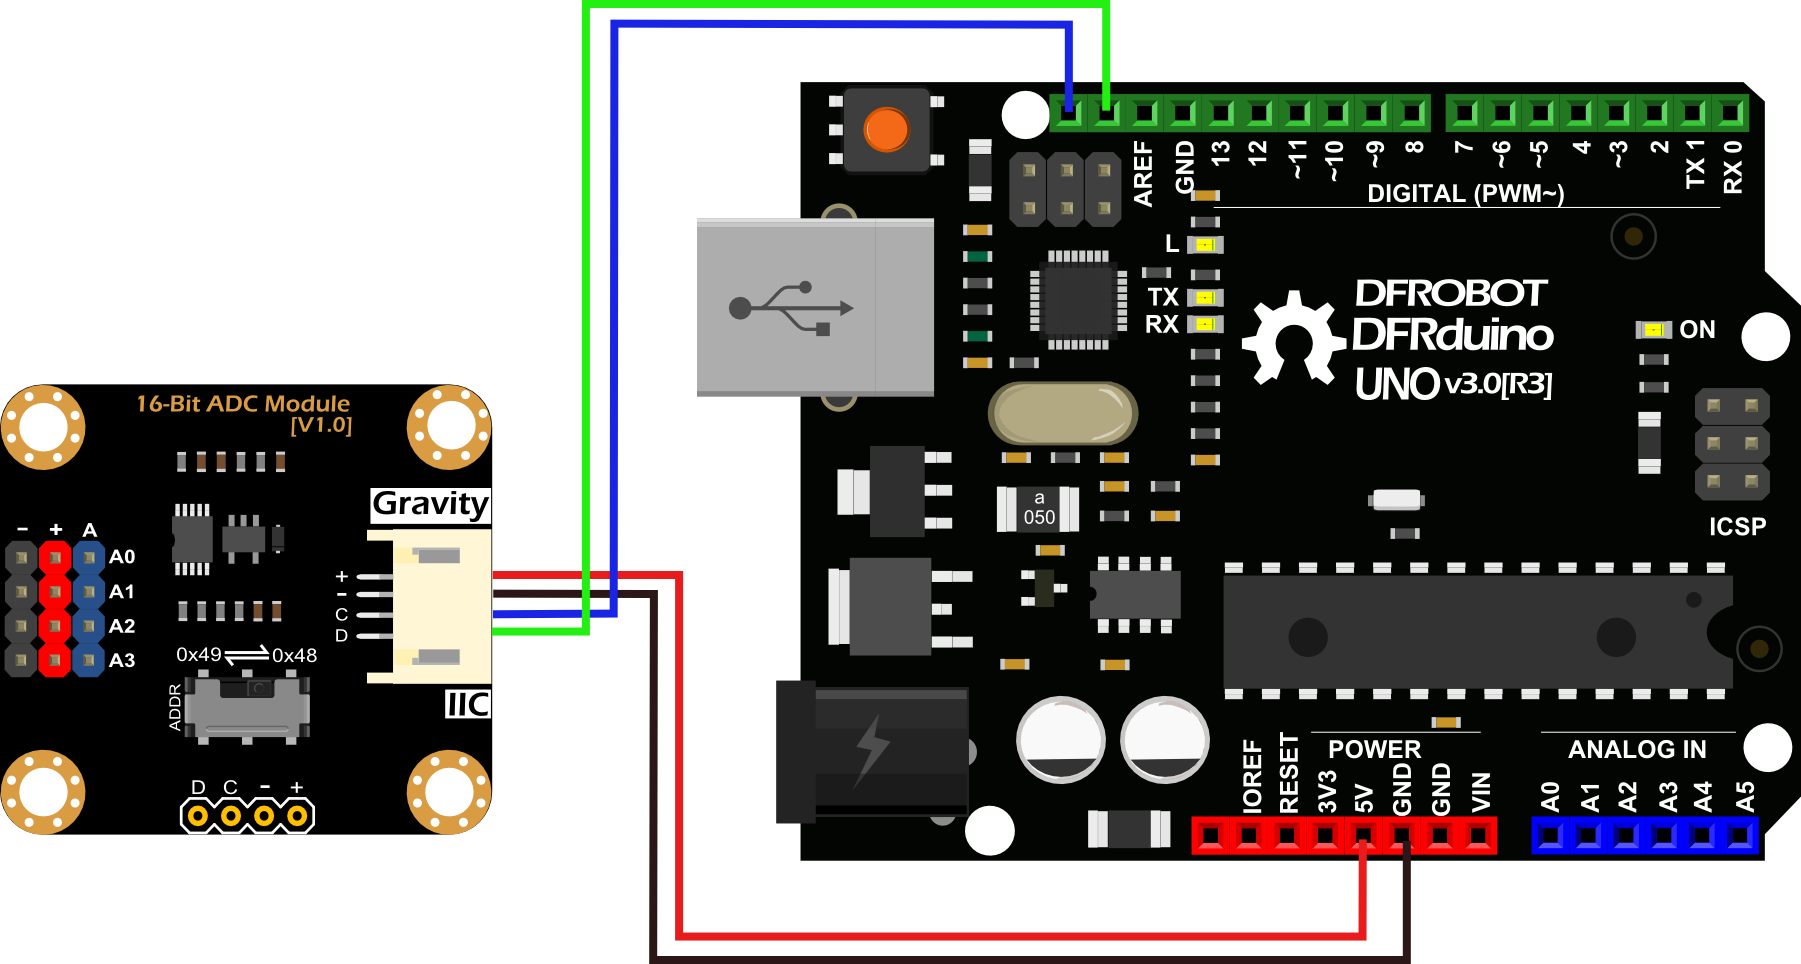 16-Bit ADC Module
[V1.0]
Gravity
- + A
A0
A1
A2
A3
+
-
C
D
0x49 0x48
ADDR
IIC
D C - +
AREF
GND
13
12
~11
~10
~9
8
7
~6
~5
4
~3
2
TX 1
RX 0
DIGITAL (PWM~)
L
TX
RX
DFROBOT
DFRduino
UNO v3.0[R3]
ON
ICSP
a
050
POWER
ANALOG IN
IOREF
RESET
3V3
5V
GND
GND
VIN
A0
A1
A2
A3
A4
A5